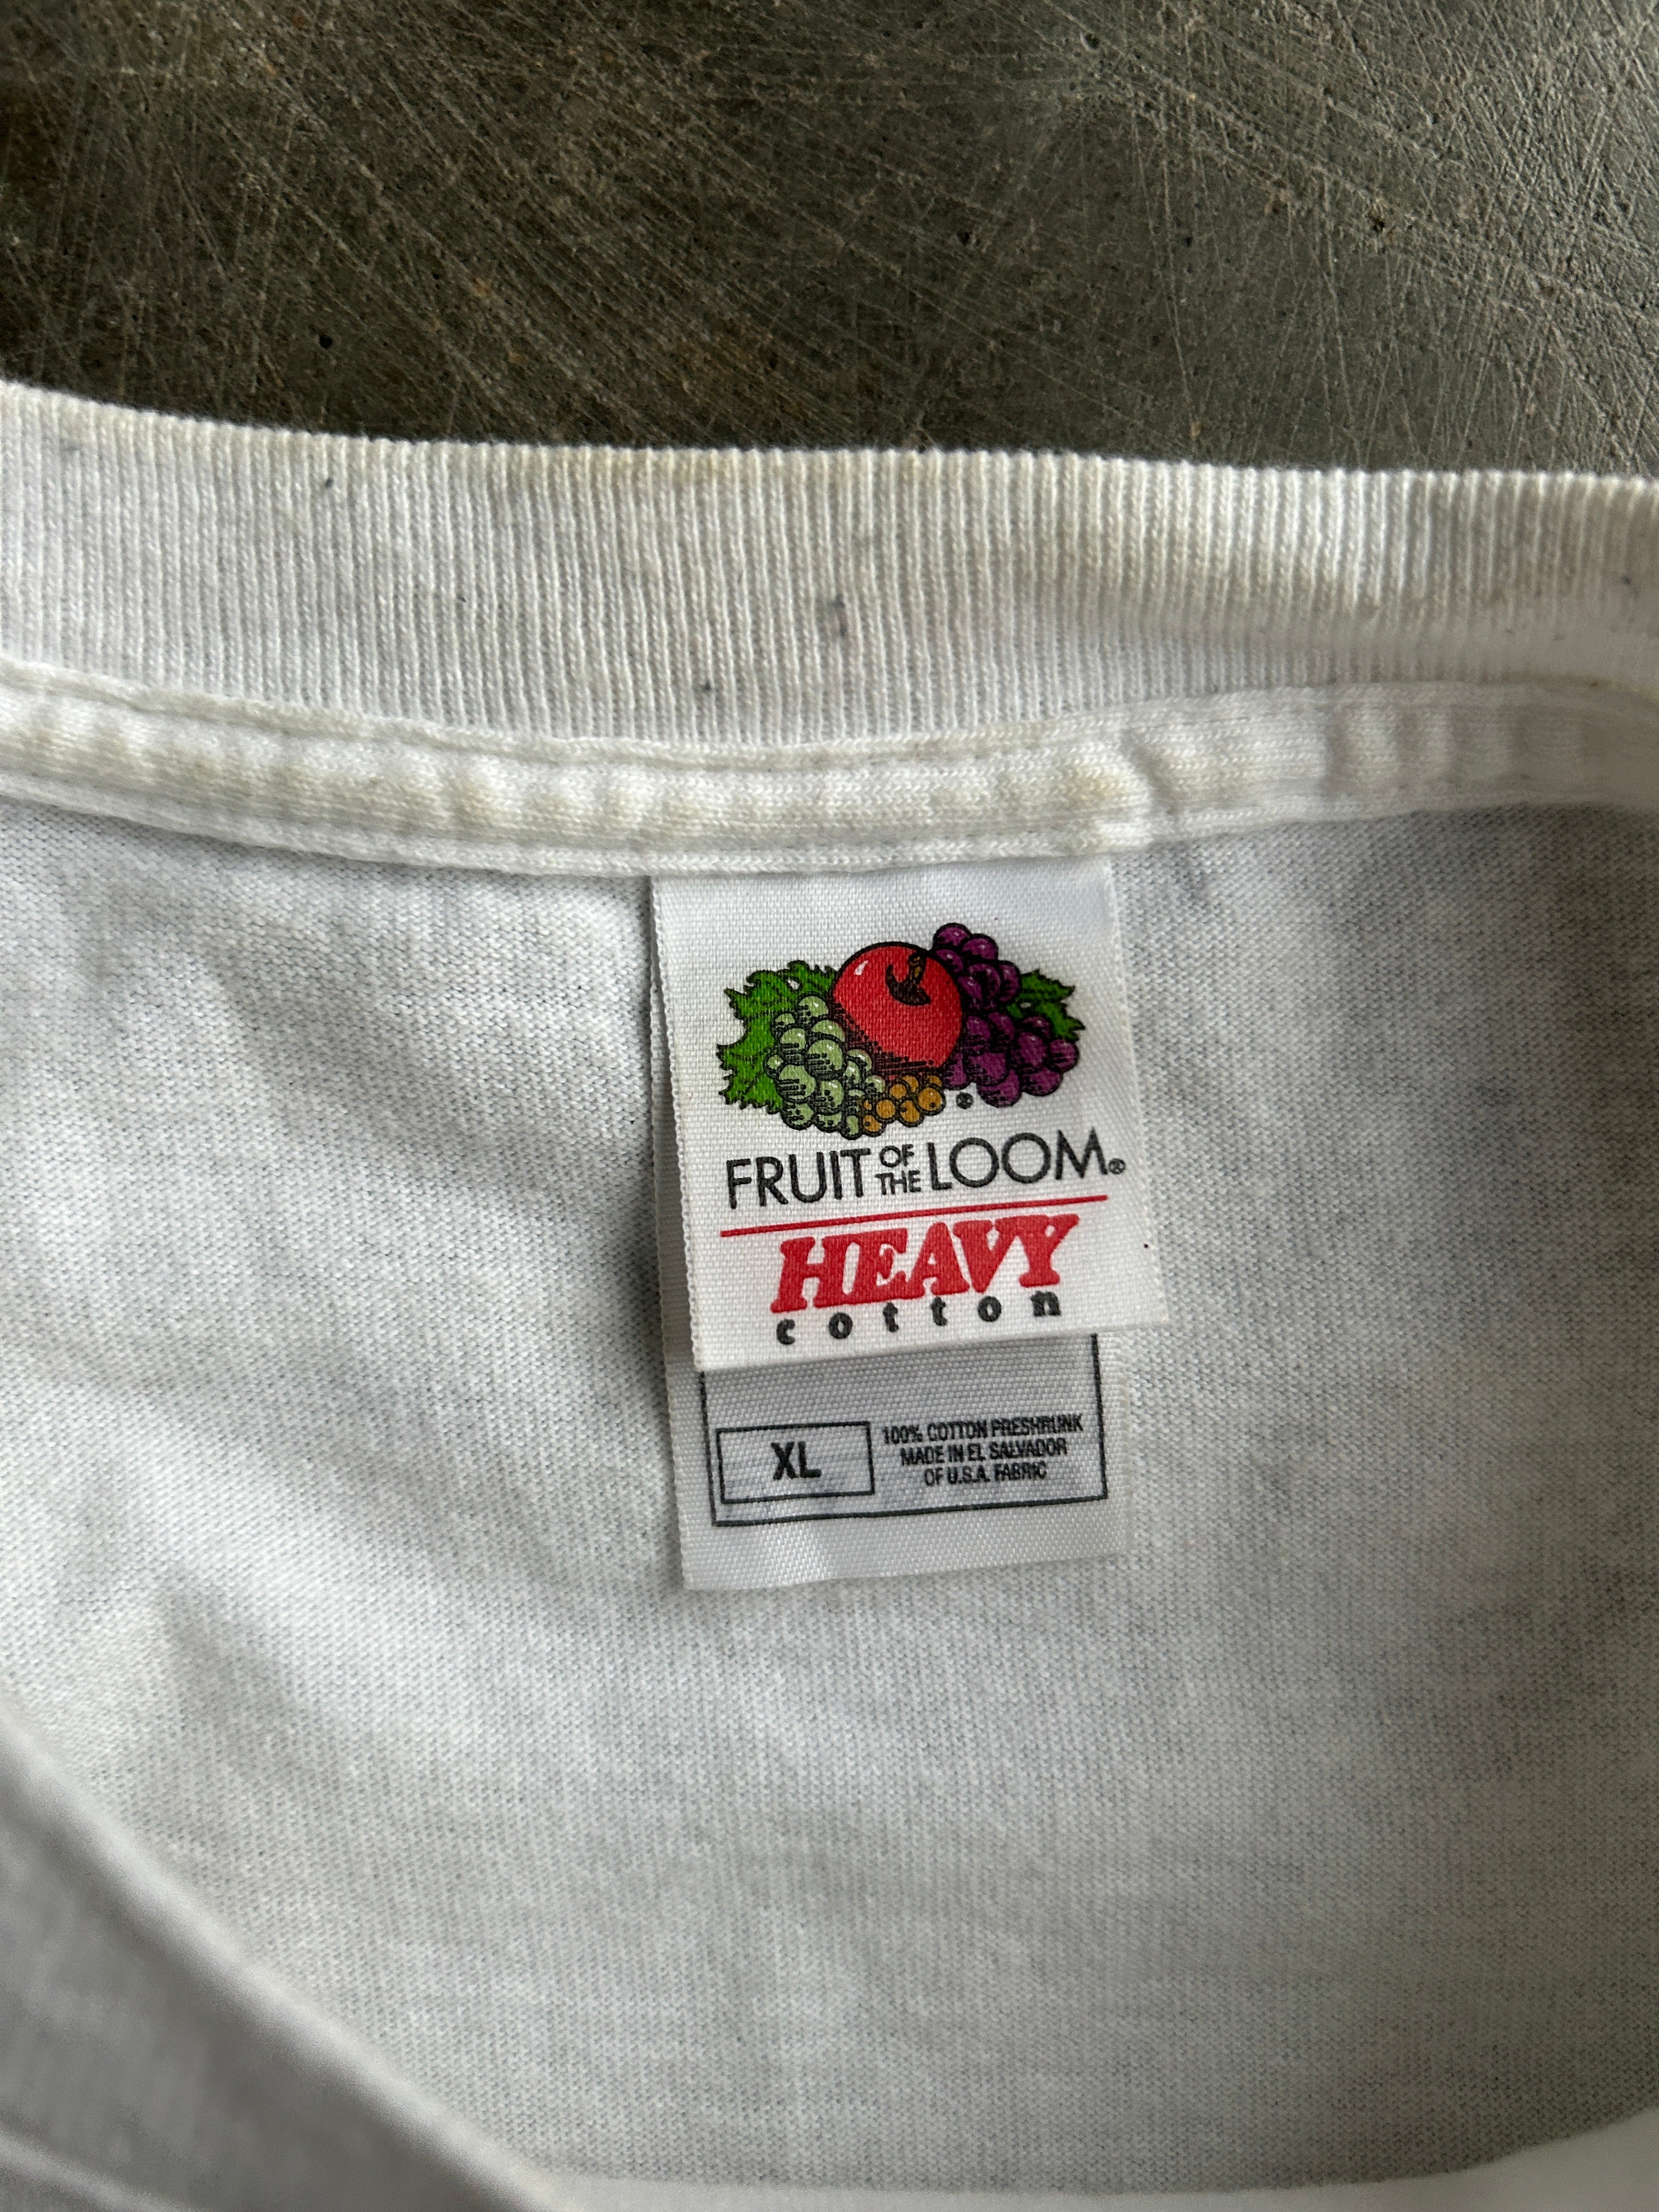 FRUIT OF THE LOOM®
HEAVY
cotton
XL
100% COTTON PRESHRUNK
MADE IN EL SALVADOR
OF U.S.A. FABRIC